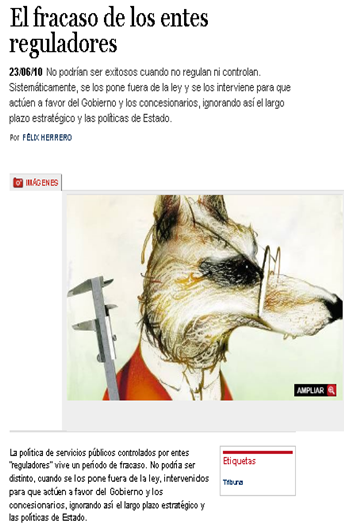 El fracaso de los entes
reguladores
23/06/10 No podrían ser exitosos cuando no regulan ni controlan.
Sistemáticamente, se los pone fuera de la ley y se los interviene para que
actúen a favor del Gobierno y los concesionarios, ignorando así el largo
plazo estratégico y las políticas de Estado.
Por FÉLIX HERRERO
IMÁGENES
AMPLIAR
La política de servicios públicos controlados por entes
"reguladores" vive un período de fracaso. No podría ser
distinto, cuando se los pone fuera de la ley, intervenidos
para que actúen a favor del Gobierno y los
concesionarios, ignorando así el largo plazo estratégico y
las políticas de Estado.
Etiquetas
Tribuna